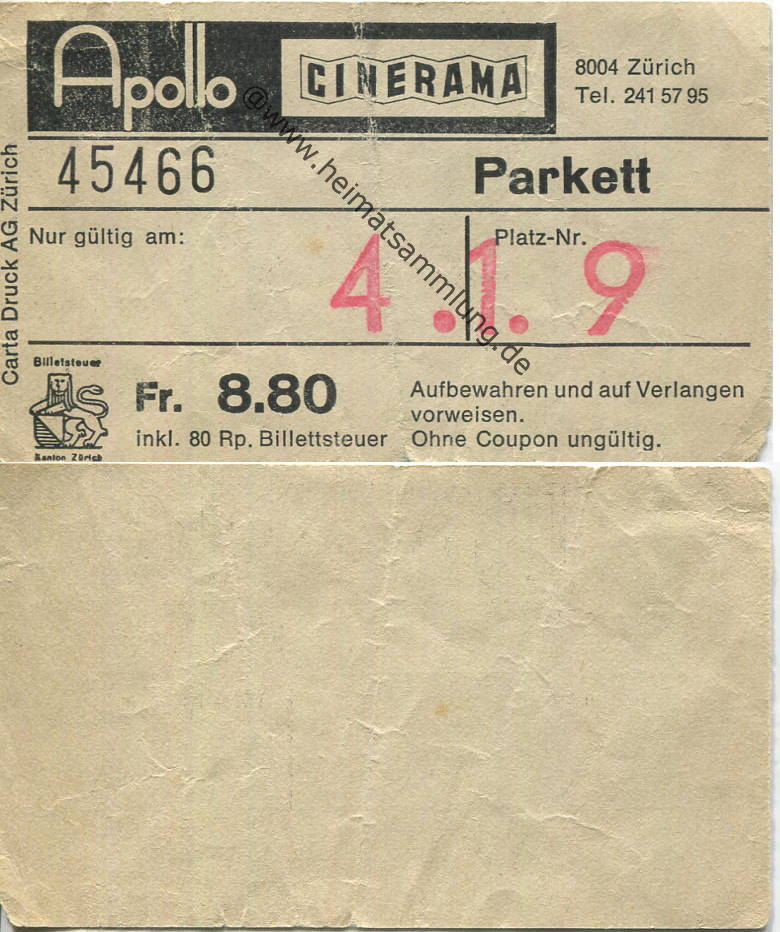 Apollo CINERAMA
8004 Zürich
Tel. 241 57 95
45466 Parkett
Nur gültig am: Platz-Nr.
4.1. 9
Billetsteuer
Kanton Zürich
Fr. 8.80
inkl. 80 Rp. Billettsteuer
Aufbewahren und auf Verlangen
vorweisen.
Ohne Coupon ungültig.
Carta Druck AG Zürich
@www.heimatsammlung.de